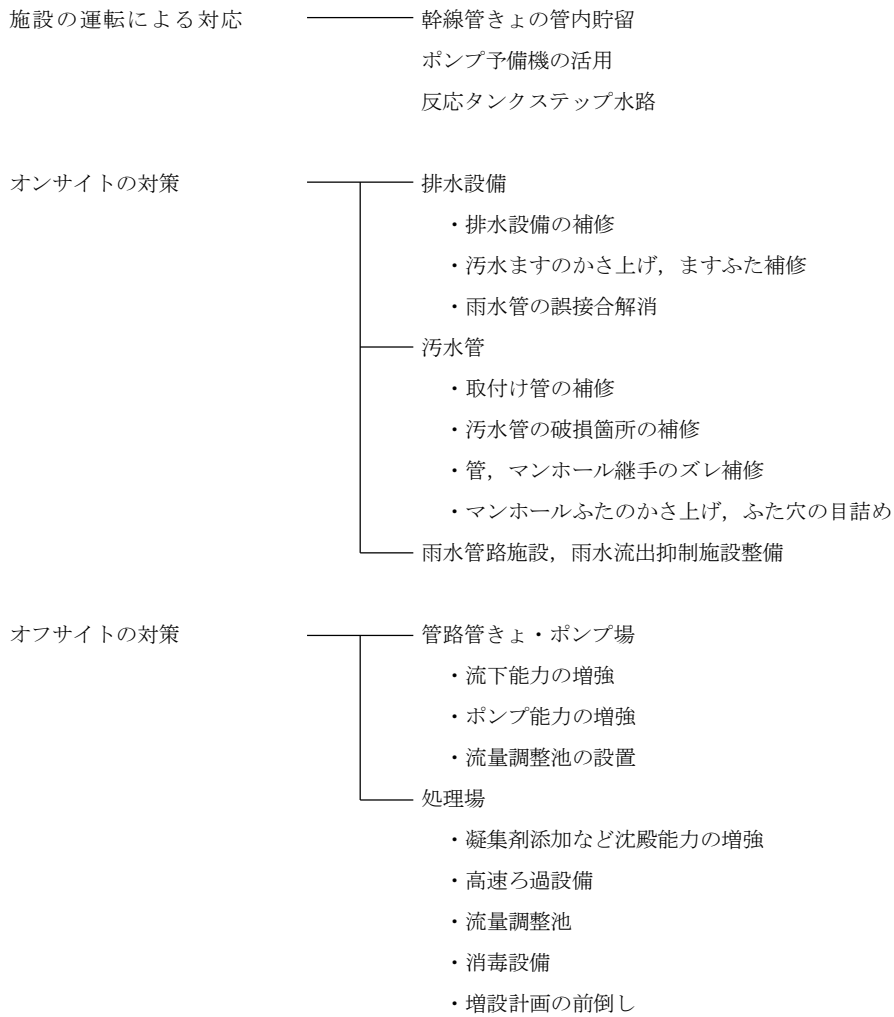 施設の運転による対応 幹線管きょの管内貯留
ポンプ予備機の活用
反応タンクステップ水路
オンサイトの対策 排水設備
・排水設備の補修
・汚水ますのかさ上げ，ますふた補修
・雨水管の誤接合解消
汚水管
・取付け管の補修
・汚水管の破損箇所の補修
・管，マンホール継手のズレ補修
・マンホールふたのかさ上げ，ふた穴の目詰め
雨水管路施設，雨水流出抑制施設整備
オフサイトの対策 管路管きょ・ポンプ場
・流下能力の増強
・ポンプ能力の増強
・流量調整池の設置
処理場
・凝集剤添加など沈殿能力の増強
・高速ろ過設備
・流量調整池
・消毒設備
・増設計画の前倒し